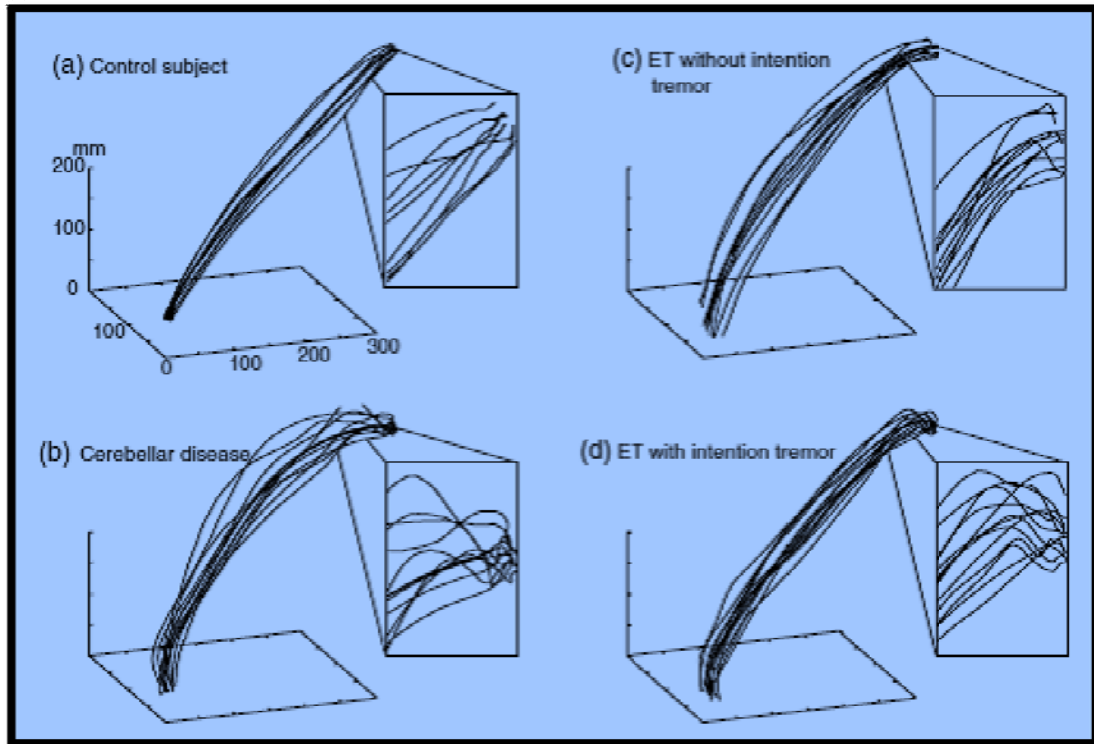 (a) Control subject
mm
200
100
0
100
0
100
200
300
(c) ET without intention
tremor
(b) Cerebellar disease
(d) ET with intention tremor